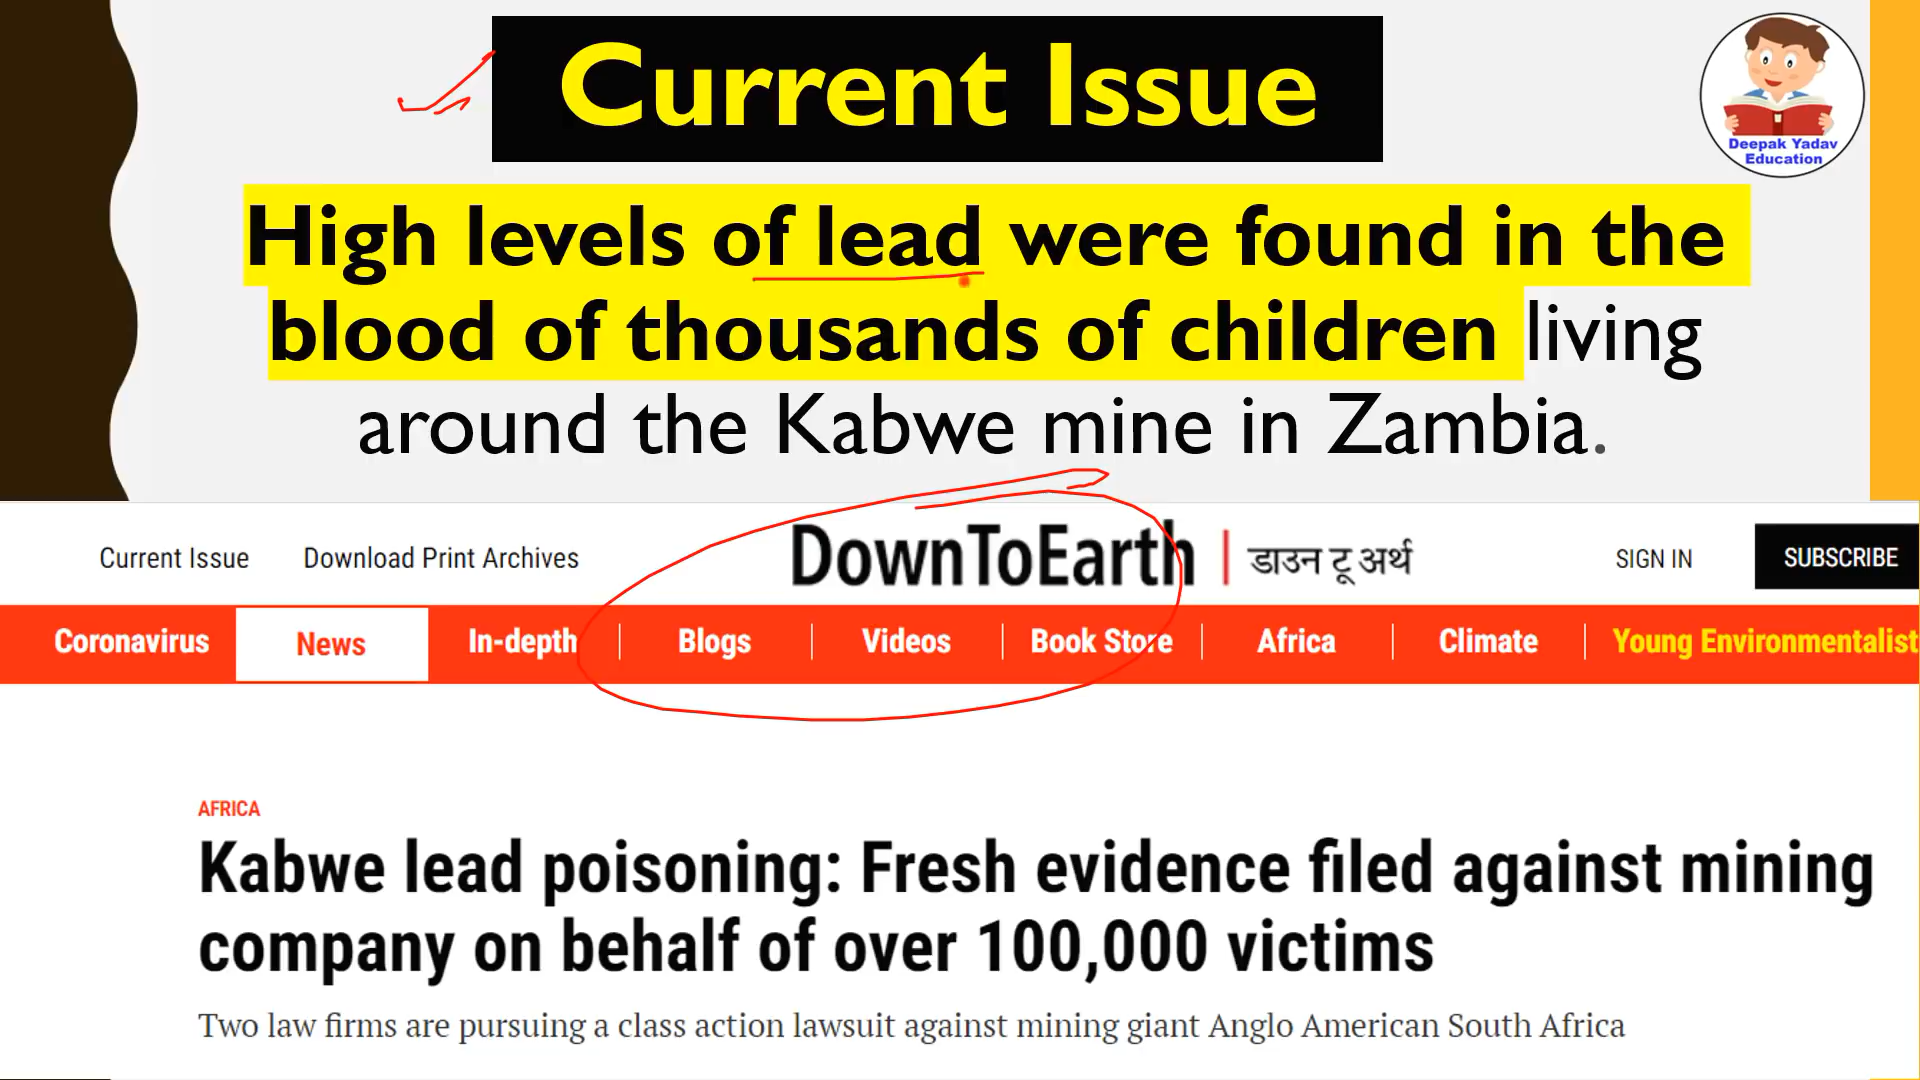 Current Issue
Deepak Yadav
Education
High levels of lead were found in the
blood of thousands of children living
around the Kabwe mine in Zambia.
Current Issue Download Print Archives DownToEarth | डाउन टू अर्थ SIGN IN SUBSCRIBE
Coronavirus News In-depth Blogs Videos Book Store Africa Climate Young Environmentalist
AFRICA
Kabwe lead poisoning: Fresh evidence filed against mining
company on behalf of over 100,000 victims
Two law firms are pursuing a class action lawsuit against mining giant Anglo American South Africa